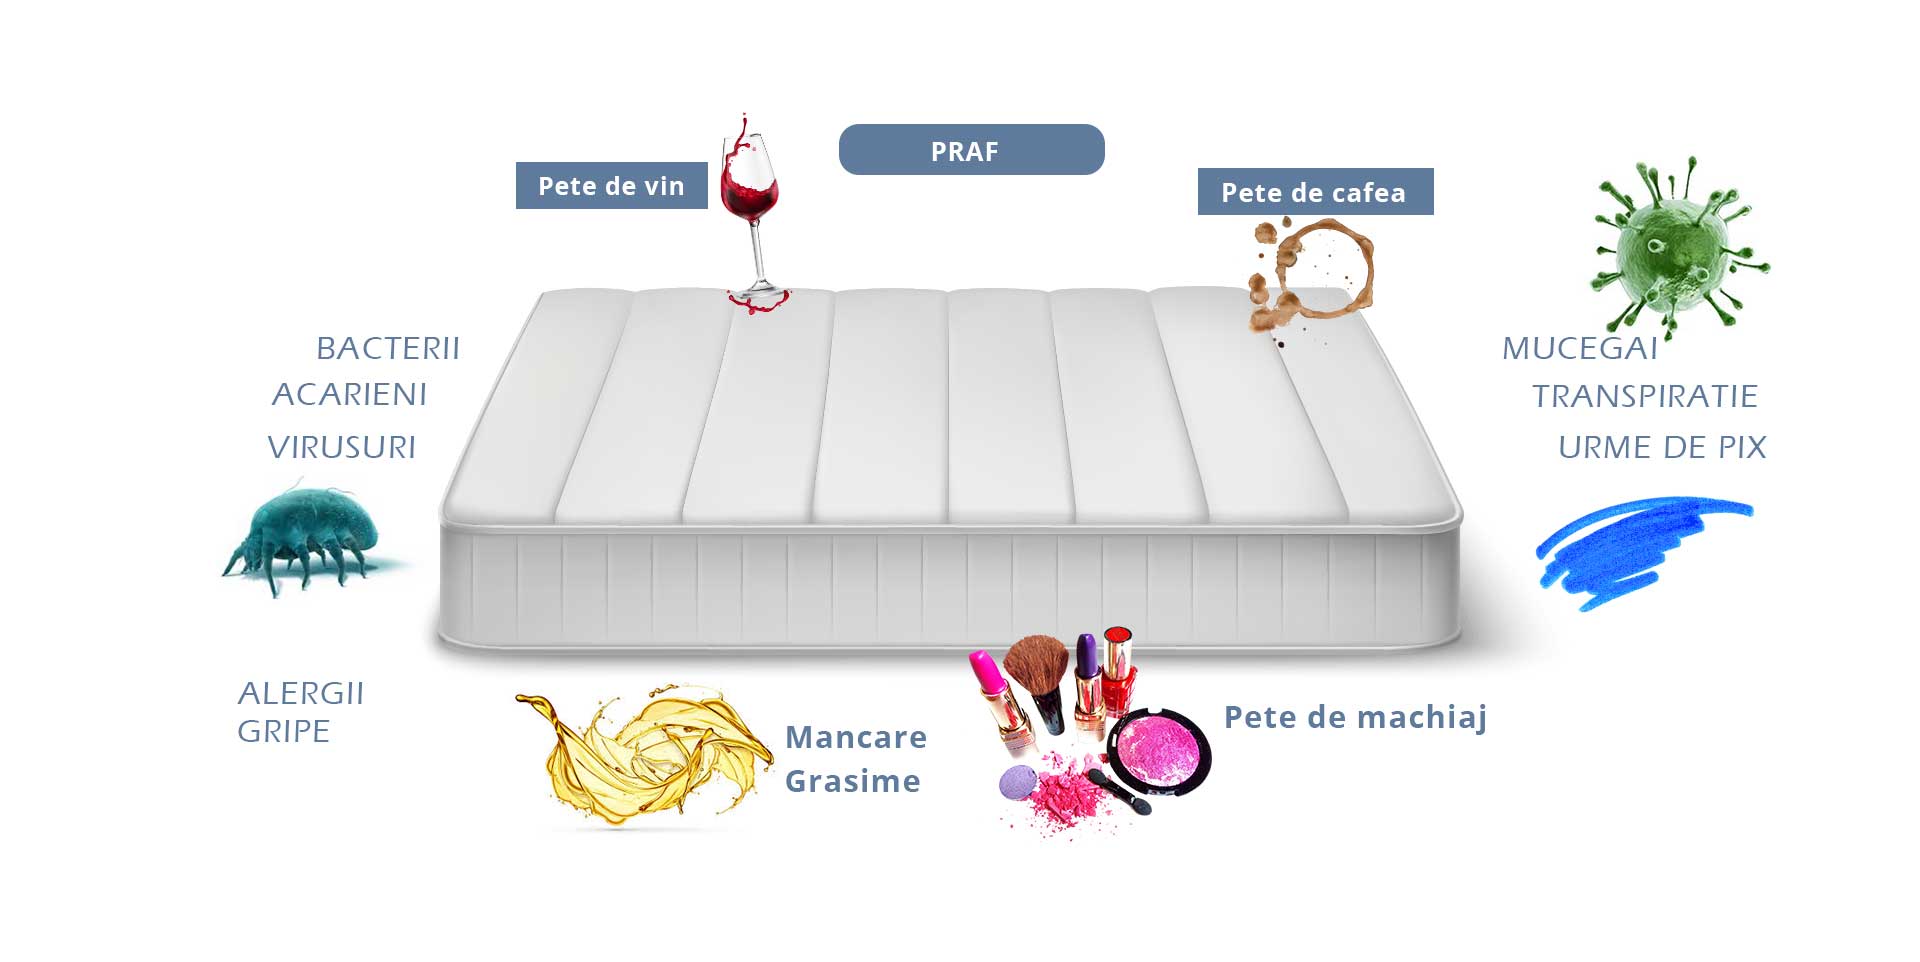 PRAF
Pete de vin
Pete de cafea
BACTERII
ACARIENI
VIRUSURI
MUCEGAI
TRANSPIRATIE
URME DE PIX
ALERGII
GRIPE
Mancare
Grasime
Pete de machiaj